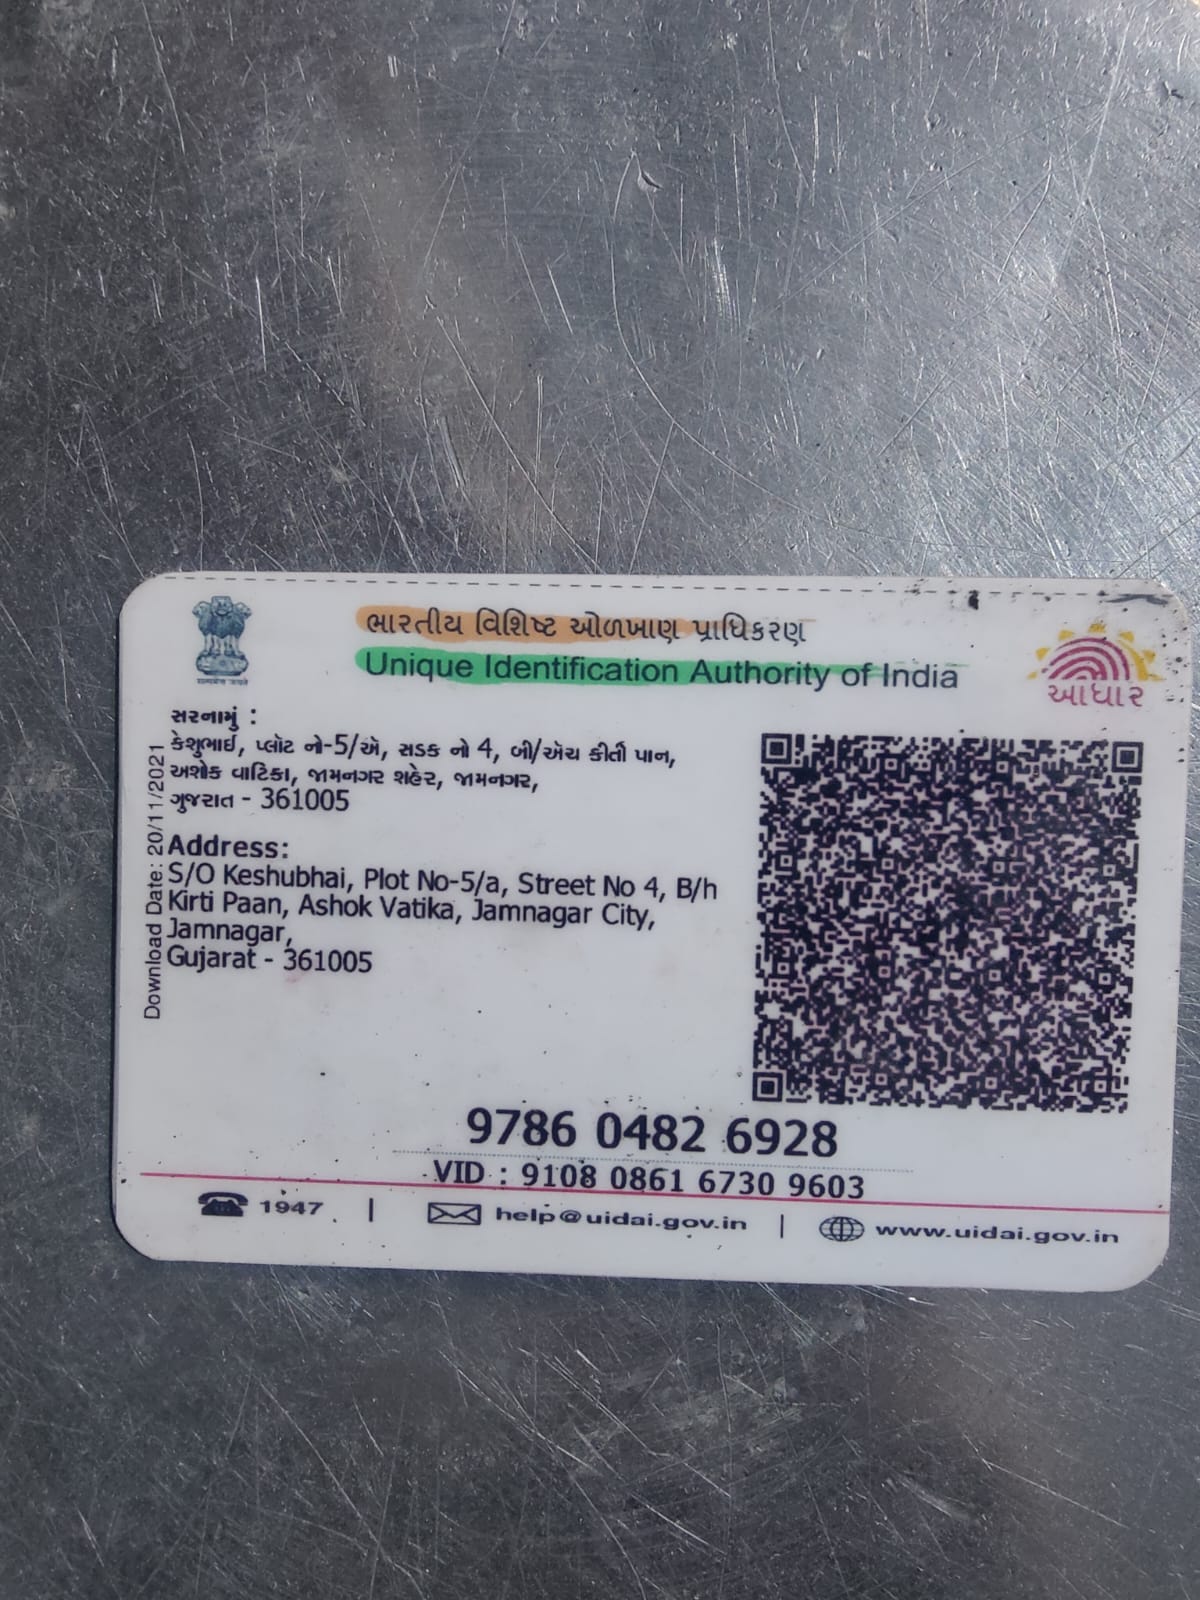 ભારતીય વિશિષ્ટ ઓળખાણ પ્રાધિકરણ
Unique Identification Authority of India
આધાર
सत्यमेव जयते
સરનામું :
કેશુભાઈ, પ્લૉટ નો-5/એ, સડક નો 4, બી/એચ કીર્તી પાન,
અશોક વાટિકા, જામનગર શહેર, જામનગર,
ગુજરાત - 361005
Address:
S/O Keshubhai, Plot No-5/a, Street No 4, B/h
Kirti Paan, Ashok Vatika, Jamnagar City,
Jamnagar,
Gujarat - 361005
Download Date: 20/11/2021
9786 0482 6928
VID : 9108 0861 6730 9603
1947 | help@uidai.gov.in | www.uidai.gov.in